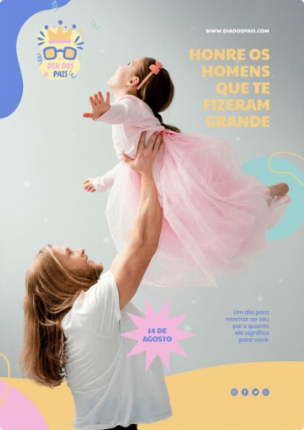 DIA DOS
PAIS
WWW.DIADOSPAIS.COM
HONRE OS
HOMENS
QUE TE
FIZERAM
GRANDE
14 DE
AGOSTO
Um dia para
mostrar ao seu
pai o quanto
ele significa
para você.